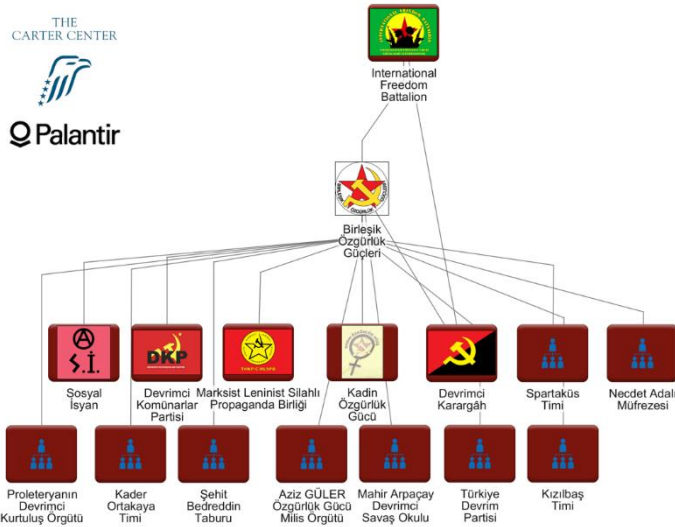 THE
CARTER CENTER
Palantir
International
Freedom
Battalion
Birleşik
Özgürlük
Güçleri
Sosyal
İsyan
Devrimci
Komünarlar
Partisi
Marksist Leninist Silahlı
Propaganda Birliği
Kadin
Özgürlük
Gücü
Devrimci
Karargâh
Spartaküs
Timi
Necdet Adalı
Müfrezesi
S.İ.
DKP
Proleteryanın
Devrimci
Kurtuluş Örgütü
Kader
Ortakaya
Timi
Şehit
Bedreddin
Taburu
Aziz GÜLER
Özgürlük Gücü
Milis Örgütü
Mahir Arpaçay
Devrimci
Savaş Okulu
Türkiye
Devrim
Partisi
Kızılbaş
Timi